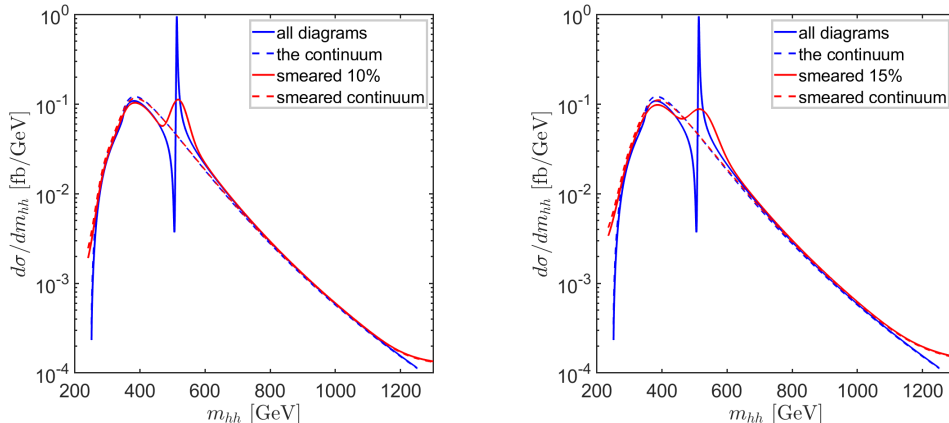 10^0
10^-1
10^-2
10^-3
10^-4
dσ/dm_hh [fb/GeV]
all diagrams
the continuum
smeared 10%
smeared continuum
200 400 600 800 1000 1200
m_hh [GeV]
10^0
10^-1
10^-2
10^-3
10^-4
dσ/dm_hh [fb/GeV]
all diagrams
the continuum
smeared 15%
smeared continuum
200 400 600 800 1000 1200
m_hh [GeV]